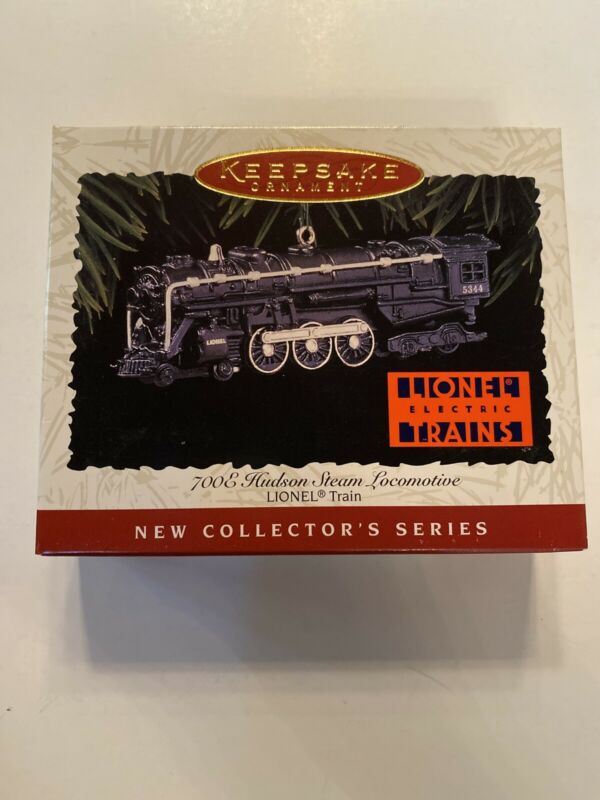 KEEPSAKE
ORNAMENT
5344
LIONEL
LIONEL®
ELECTRIC
TRAINS
700E Hudson Steam Locomotive
LIONEL® Train
NEW COLLECTOR'S SERIES